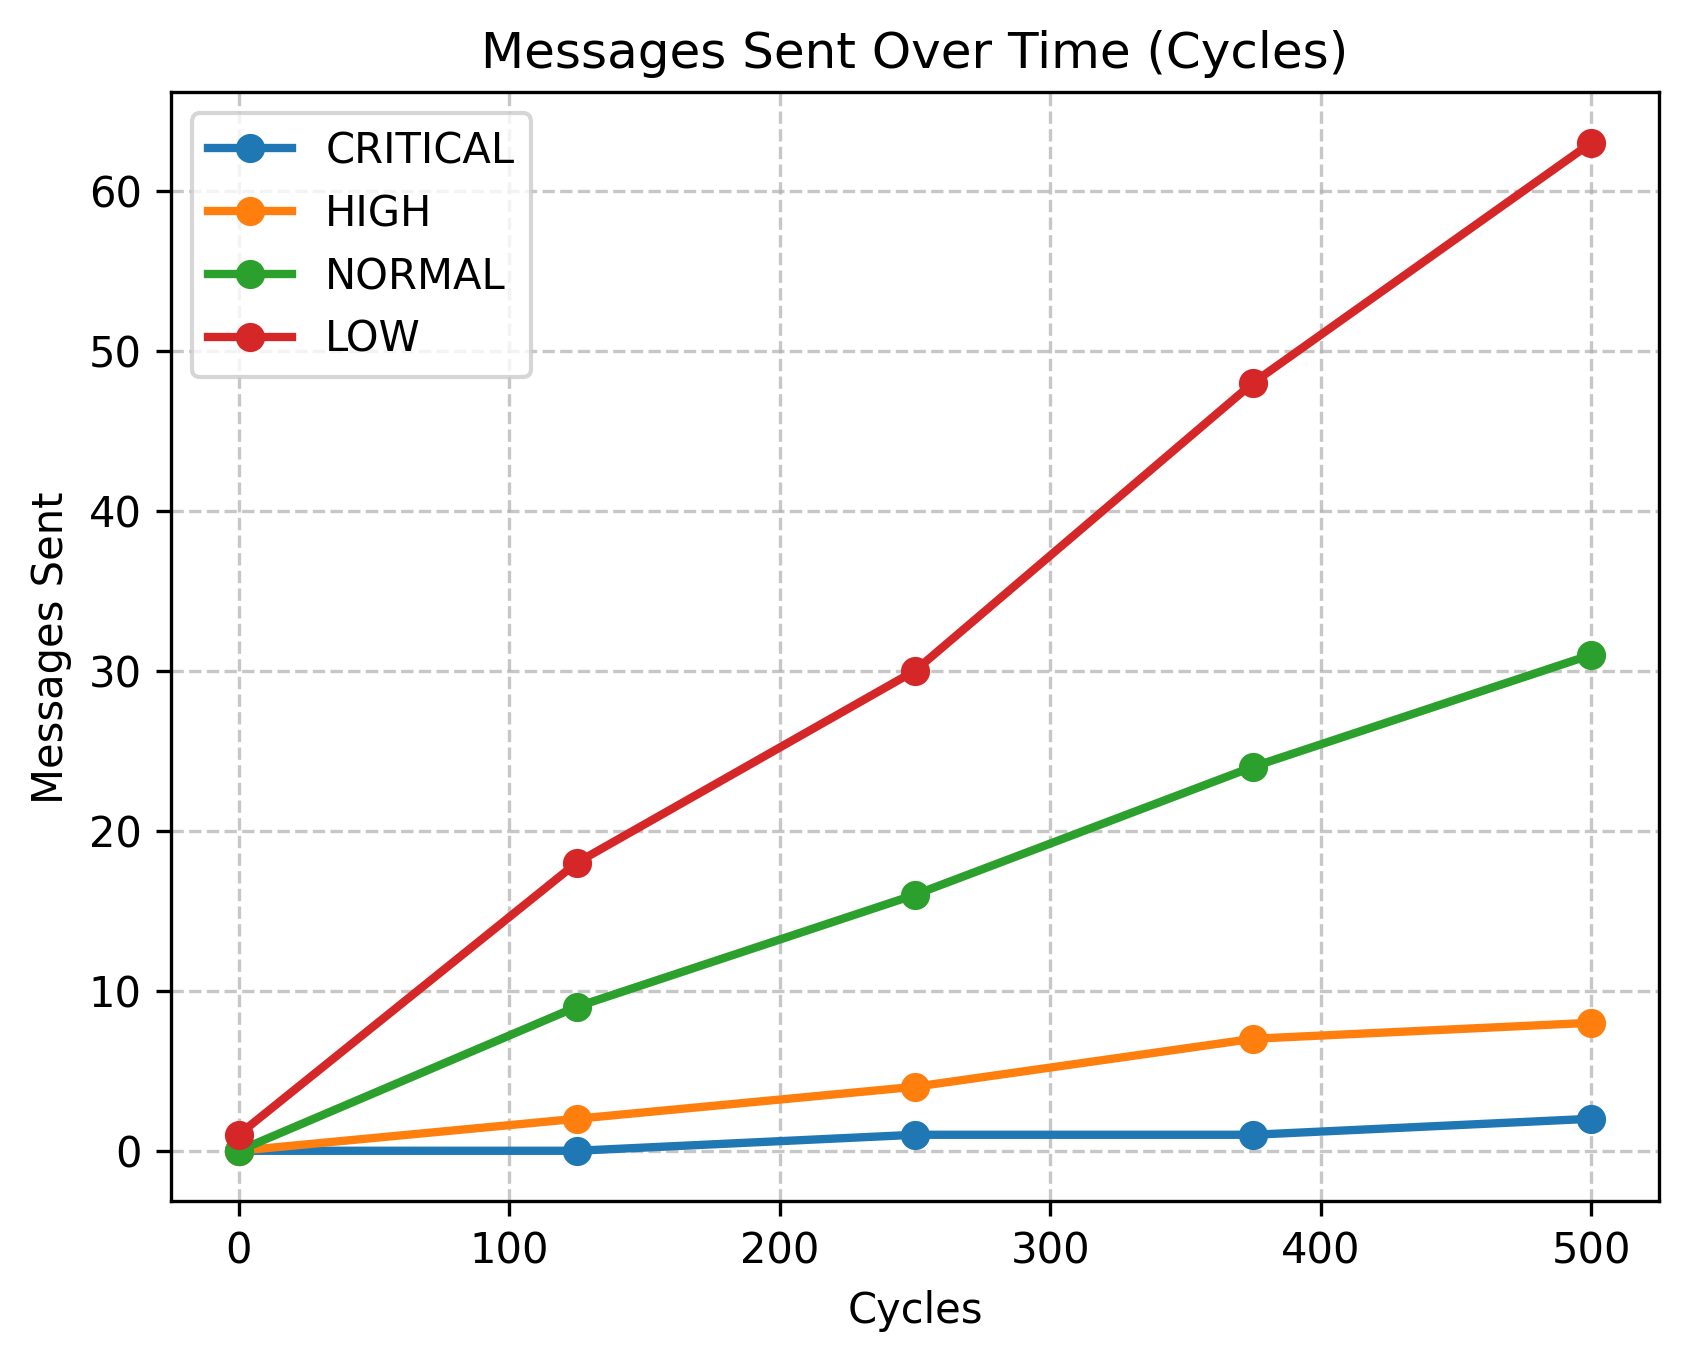 Messages Sent Over Time (Cycles)
CRITICAL
HIGH
NORMAL
LOW
Messages Sent
60
50
40
30
20
10
0
0 100 200 300 400 500
Cycles